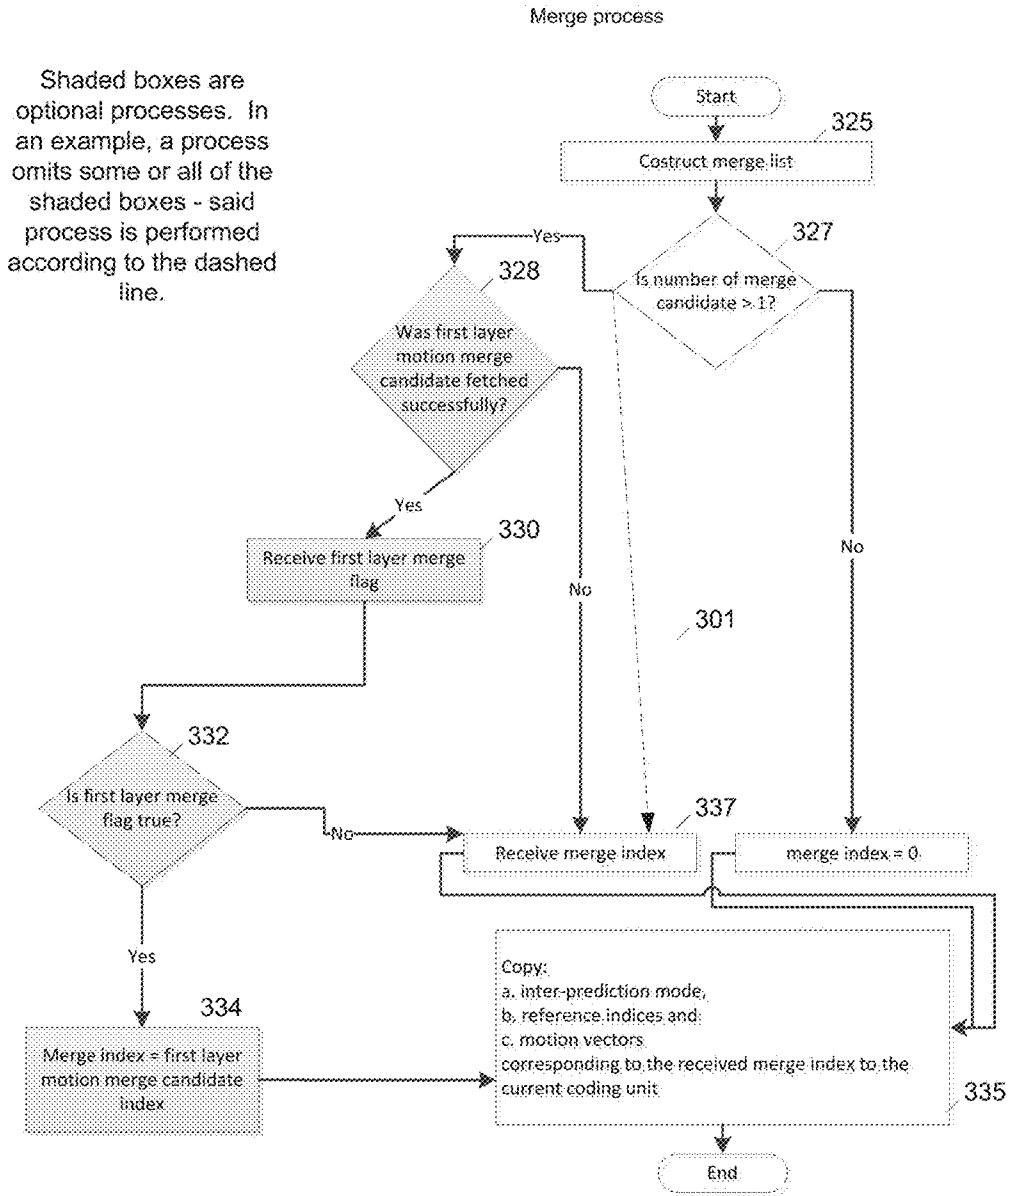 Merge process
Shaded boxes are
optional processes. In
an example, a process
omits some or all of the
shaded boxes - said
process is performed
according to the dashed
line.
Start
325
Costruct merge list
327
Is number of merge
candidate > 1?
Yes
328
Was first layer
motion merge
candidate fetched
successfully?
Yes
330
Receive first layer merge
flag
No
No
301
332
Is first layer merge
flag true?
No
337
Receive merge index
merge index = 0
Yes
334
Merge index = first layer
motion merge candidate
index
Copy:
a. inter-prediction mode,
b. reference indices and
c. motion vectors
corresponding to the received merge index to the
current coding unit
335
End